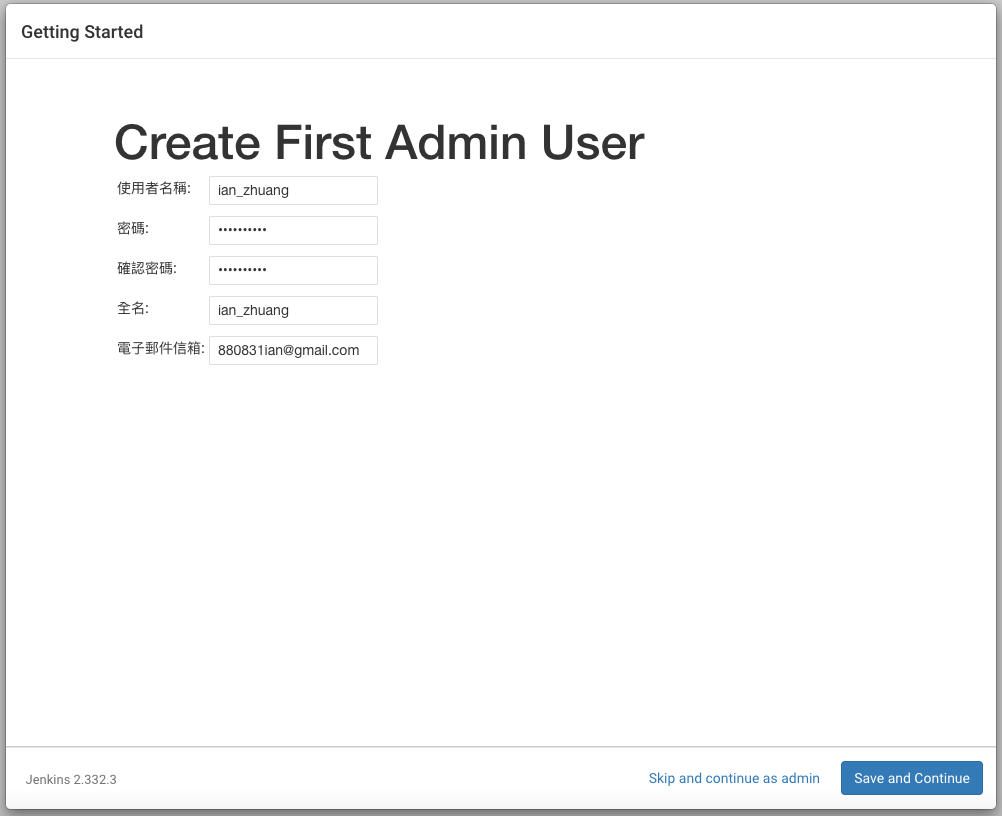 Getting Started
Create First Admin User
使用者名稱: ian_zhuang
密碼: ••••••••••
確認密碼: ••••••••••
全名: ian_zhuang
電子郵件信箱: 880831ian@gmail.com
Jenkins 2.332.3 Skip and continue as admin Save and Continue